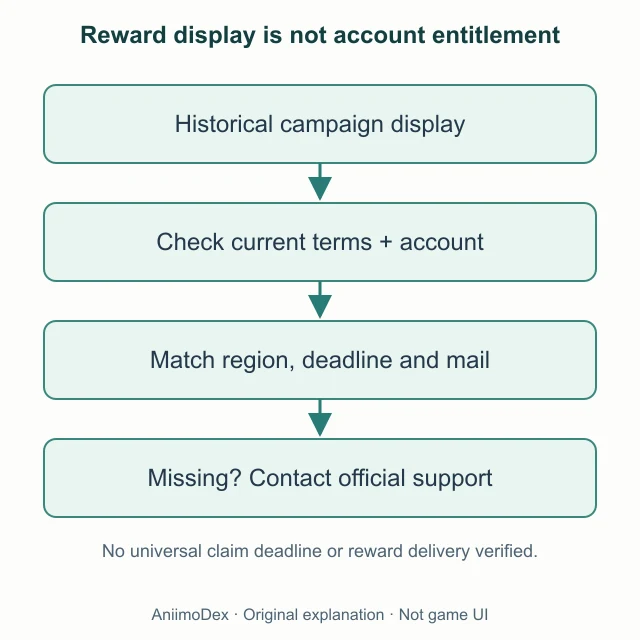 Reward display is not account entitlement
Historical campaign display
Check current terms + account
Match region, deadline and mail
Missing? Contact official support
No universal claim deadline or reward delivery verified.
AniimoDex · Original explanation · Not game UI